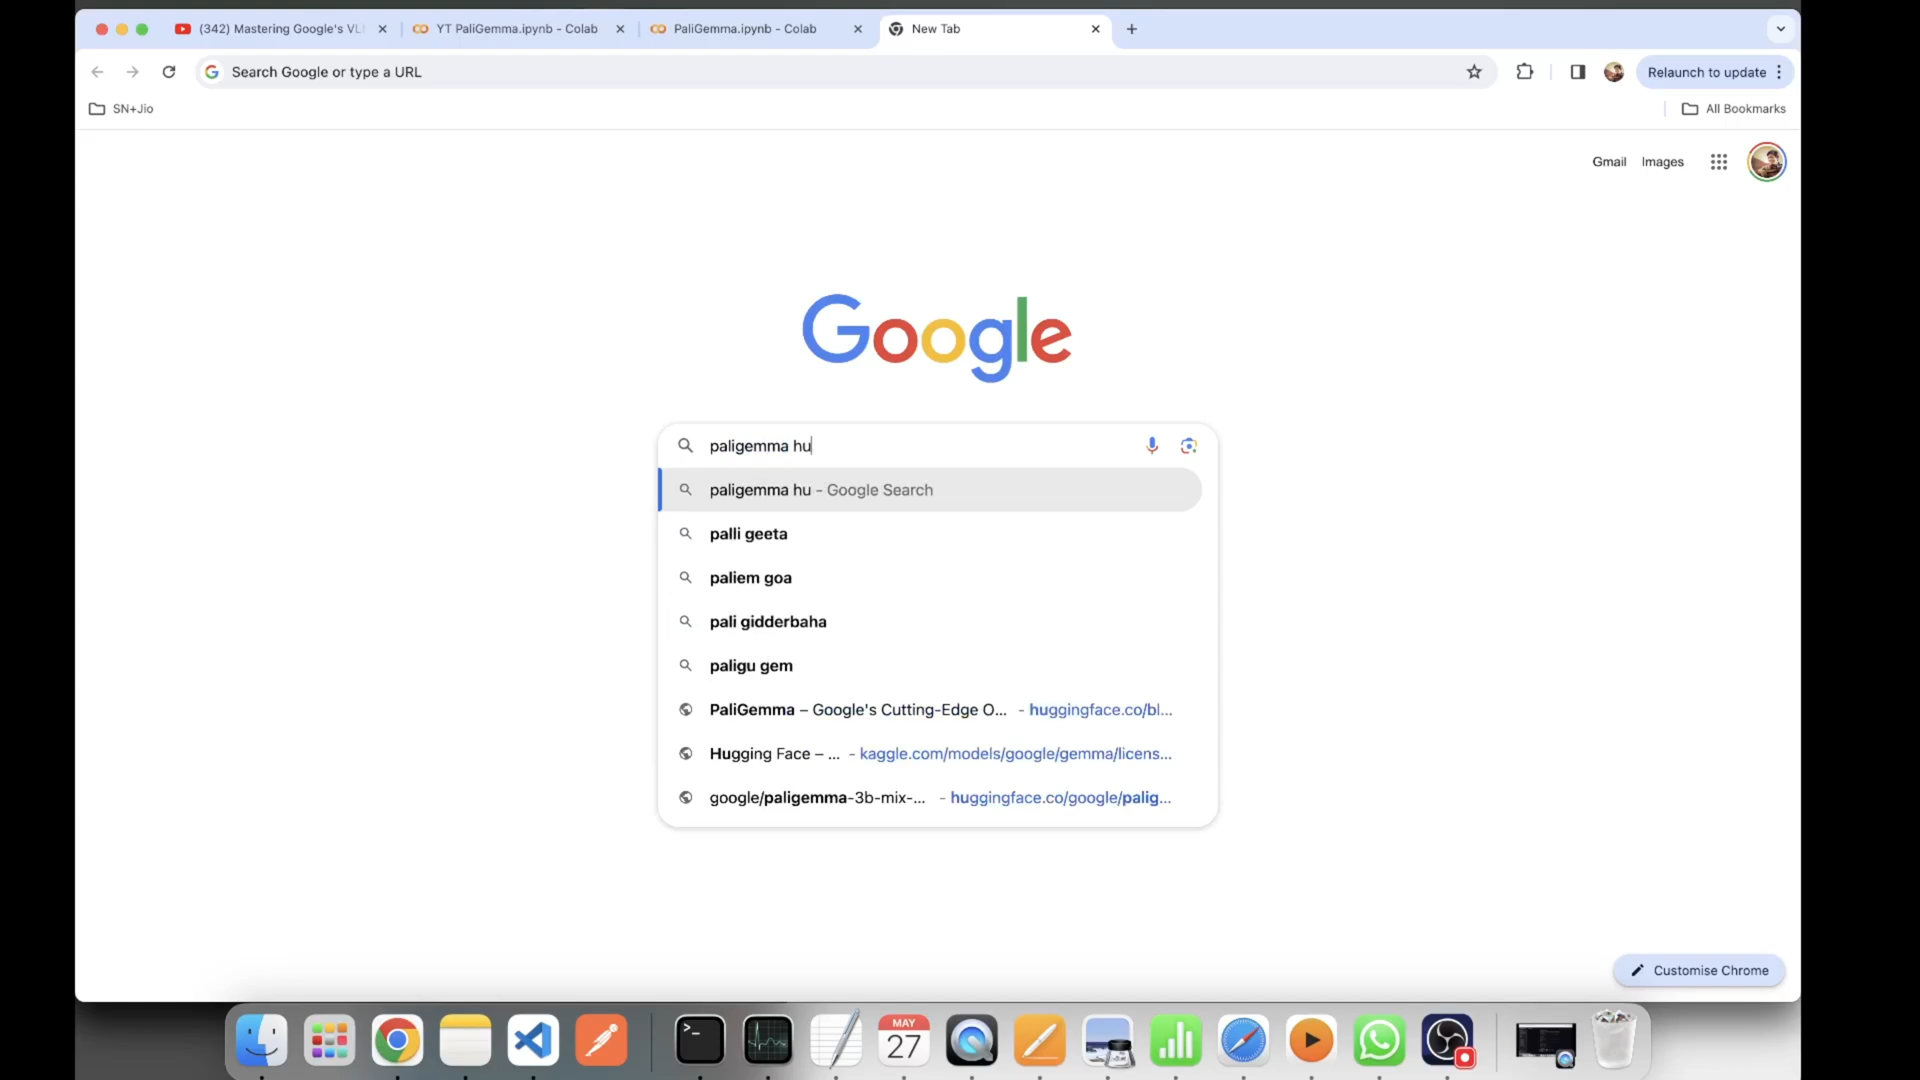 (342) Mastering Google's VL
YT PaliGemma.ipynb - Colab
PaliGemma.ipynb - Colab
New Tab
Search Google or type a URL
Relaunch to update
SN+Jio
All Bookmarks
Gmail
Images
Google
paligemma hu
paligemma hu - Google Search
palli geeta
paliem goa
pali gidderbaha
paligu gem
PaliGemma – Google's Cutting-Edge O... - huggingface.co/bl...
Hugging Face – ... - kaggle.com/models/google/gemma/licens...
google/paligemma-3b-mix-... - huggingface.co/google/palig...
Customise Chrome
MAY
27